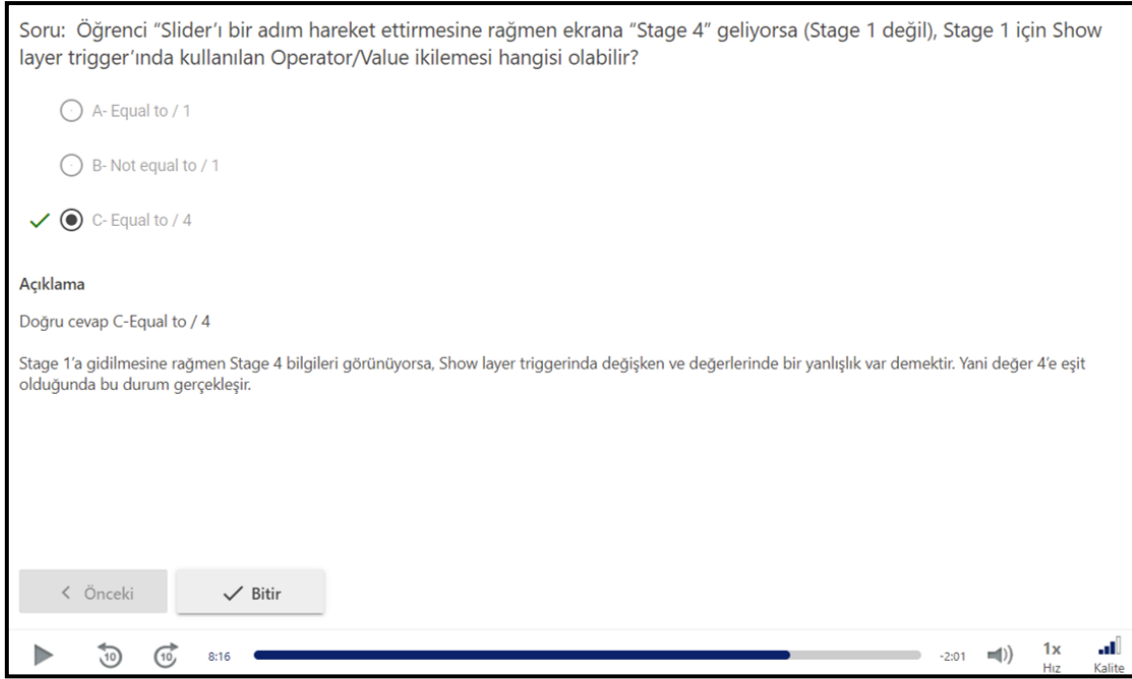 Soru:  Öğrenci “Slider’ı bir adım hareket ettirmesine rağmen ekrana “Stage 4” geliyorsa (Stage 1 değil), Stage 1 için Show
layer trigger’ında kullanılan Operator/Value ikilemesi hangisi olabilir?
A- Equal to / 1
B- Not equal to / 1
C- Equal to / 4
Açıklama
Doğru cevap C-Equal to / 4
Stage 1’a gidilmesine rağmen Stage 4 bilgileri görünüyorsa, Show layer triggerinda değişken ve değerlerinde bir yanlışlık var demektir. Yani değer 4’e eşit
olduğunda bu durum gerçekleşir.
Önceki
Bitir
10 10 8:16 -2:01 1x
Hız Kalite